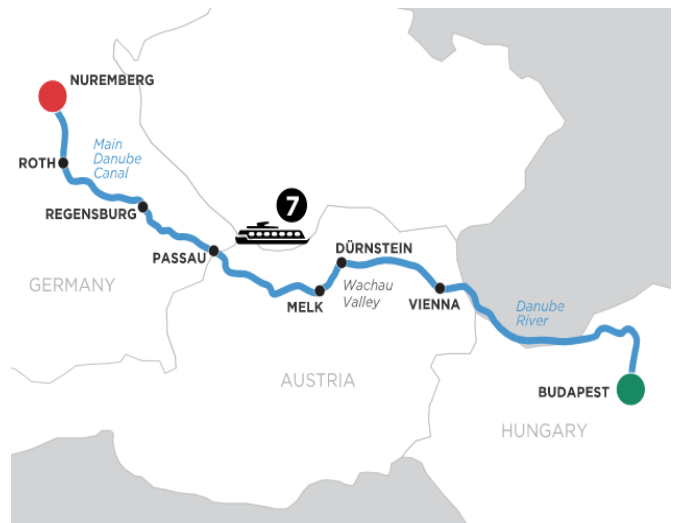 NUREMBERG
Main
Danube
Canal
ROTH
7
REGENSBURG
DÜRNSTEIN
PASSAU
GERMANY
Wachau
Valley
MELK
VIENNA
Danube
River
AUSTRIA
BUDAPEST
HUNGARY